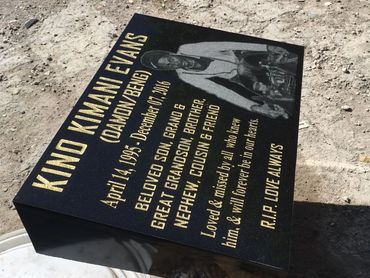 KINO KIMANI EVANS
(DAMON/BENG)
April 14, 1995 - December 07, 2016
BELOVED SON, GRAND &
GREAT GRANDSON, BROTHER,
NEPHEW, COUSIN & FRIEND
Loved & missed by all who knew
him, & will forever be in our hearts.
R.I.P. LOVE ALWAYS